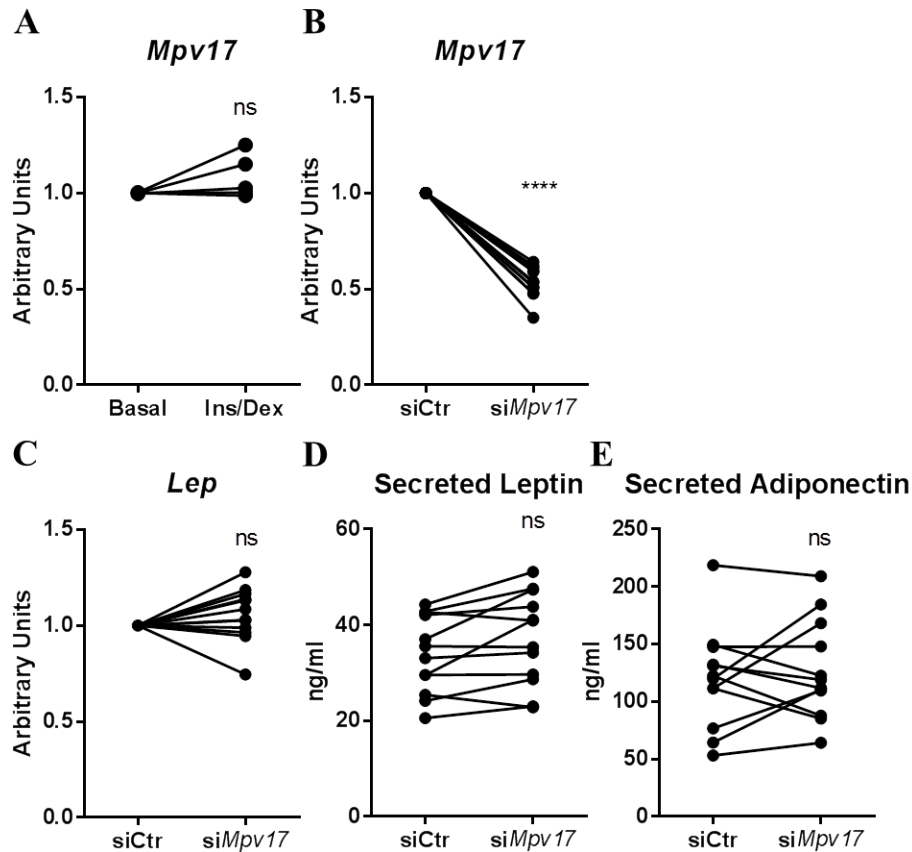 A
Mpv17
ns
1.5
1.0
0.5
0.0
Arbitrary Units
Basal
Ins/Dex
B
Mpv17
****
1.5
1.0
0.5
0.0
Arbitrary Units
siCtr
siMpv17
C
Lep
ns
1.5
1.0
0.5
0.0
Arbitrary Units
siCtr
siMpv17
D
Secreted Leptin
ns
60
40
20
0
ng/ml
siCtr
siMpv17
E
Secreted Adiponectin
ns
250
200
150
100
50
0
ng/ml
siCtr
siMpv17